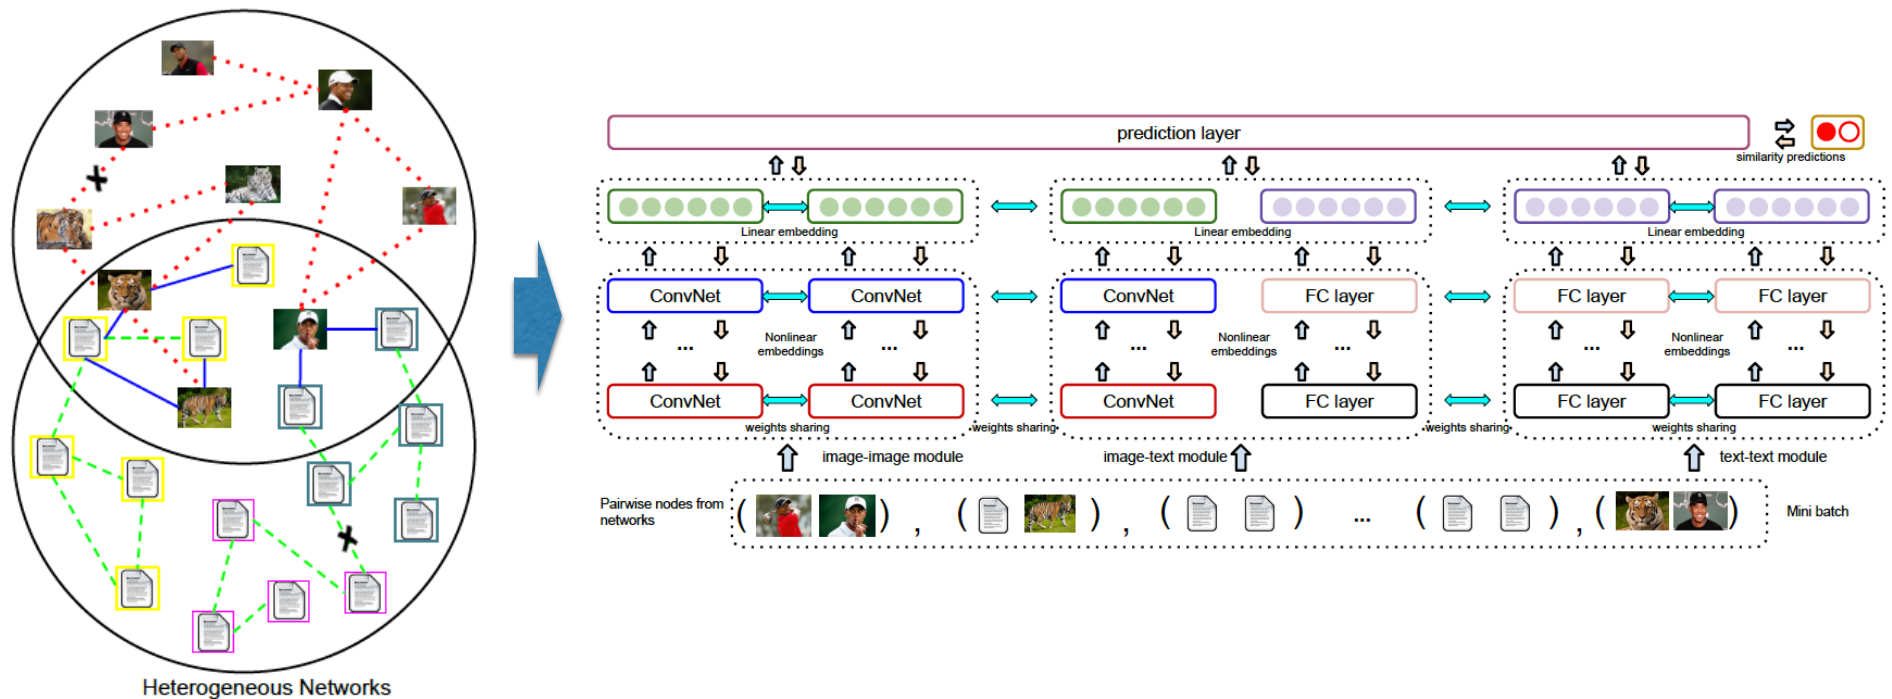 prediction layer
similarity predictions
Linear embedding
Linear embedding
Linear embedding
ConvNet
ConvNet
ConvNet
FC layer
FC layer
FC layer
...
Nonlinear
embeddings
...
...
Nonlinear
embeddings
...
...
Nonlinear
embeddings
...
ConvNet
ConvNet
ConvNet
FC layer
FC layer
FC layer
weights sharing
weights sharing
weights sharing
weights sharing
image-image module
image-text module
text-text module
Pairwise nodes from
networks
( ) , ( ) , ( ) ... ( ) , ( )
Mini batch
Heterogeneous Networks